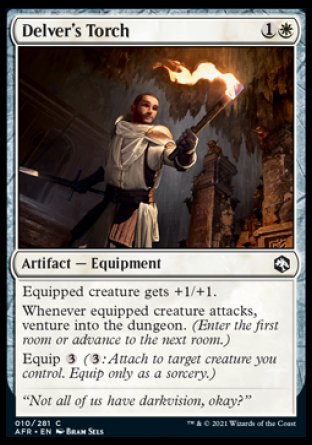 Delver's Torch 1
Artifact — Equipment
Equipped creature gets +1/+1.
Whenever equipped creature attacks,
venture into the dungeon. (Enter the first
room or advance to the next room.)
Equip 3 (3: Attach to target creature you
control. Equip only as a sorcery.)
"Not all of us have darkvision, okay?"
010/281 C
AFR • EN Bram Sels
™ & © 2021 Wizards of the Coast